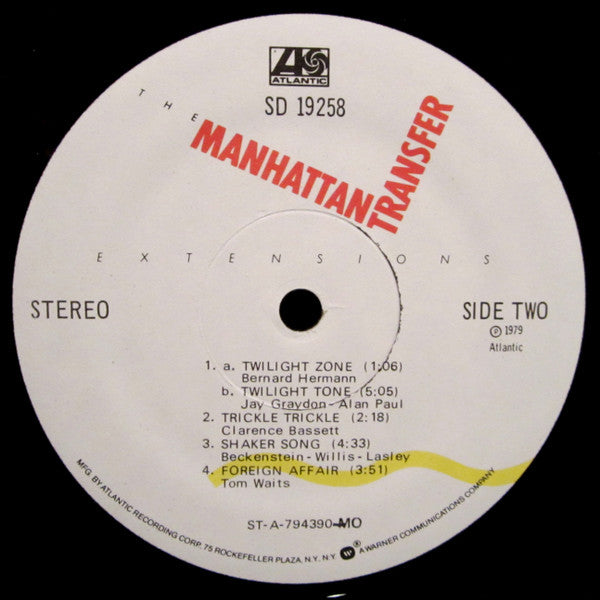 ATLANTIC
SD 19258
THE
MANHATTAN
TRANSFER
EXTENSIONS
STEREO
SIDE TWO
Ⓟ 1979
Atlantic
1. a. TWILIGHT ZONE (1:06)
Bernard Hermann
b. TWILIGHT TONE (5:05)
Jay Graydon - Alan Paul
2. TRICKLE TRICKLE (2:18)
Clarence Bassett
3. SHAKER SONG (4:33)
Beckenstein - Willis - Lasley
4. FOREIGN AFFAIR (3:51)
Tom Waits
ST-A-794390-MO
MFG. BY ATLANTIC RECORDING CORP. 75 ROCKEFELLER PLAZA, N.Y. N.Y. ® A WARNER COMMUNICATIONS COMPANY